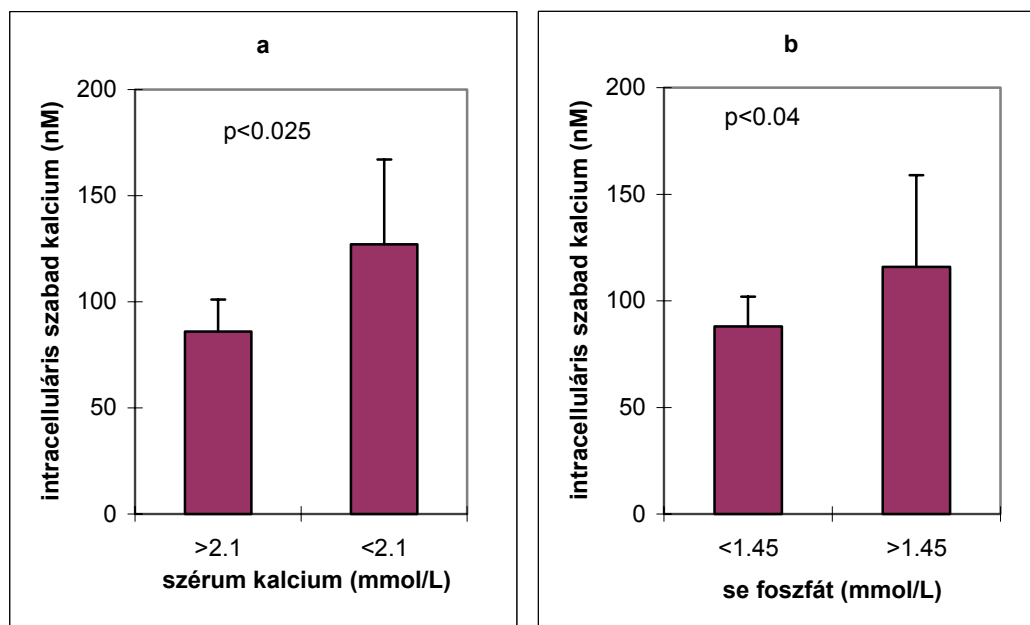 a
intracelluláris szabad kalcium (nM)
200
150
100
50
0
p<0.025
>2.1
<2.1
szérum kalcium (mmol/L)
b
intracelluláris szabad kalcium (nM)
200
150
100
50
0
p<0.04
<1.45
>1.45
se foszfát (mmol/L)